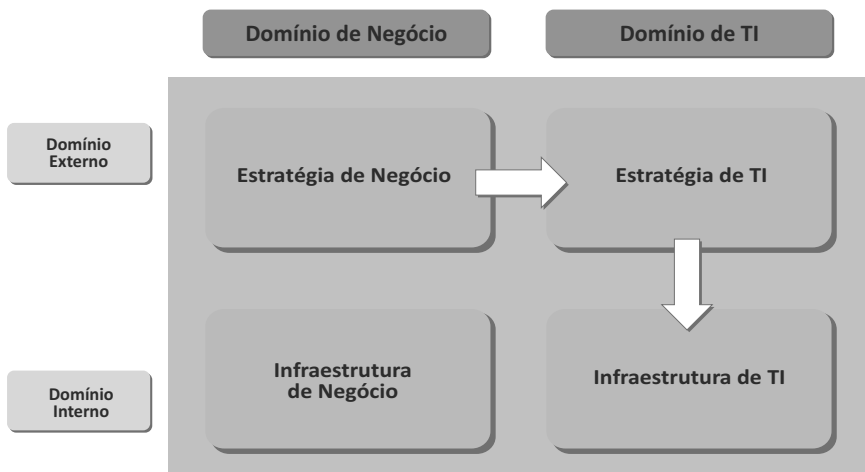 Domínio de Negócio
Domínio de TI
Domínio
Externo
Estratégia de Negócio
Estratégia de TI
Infraestrutura
de Negócio
Infraestrutura de TI
Domínio
Interno